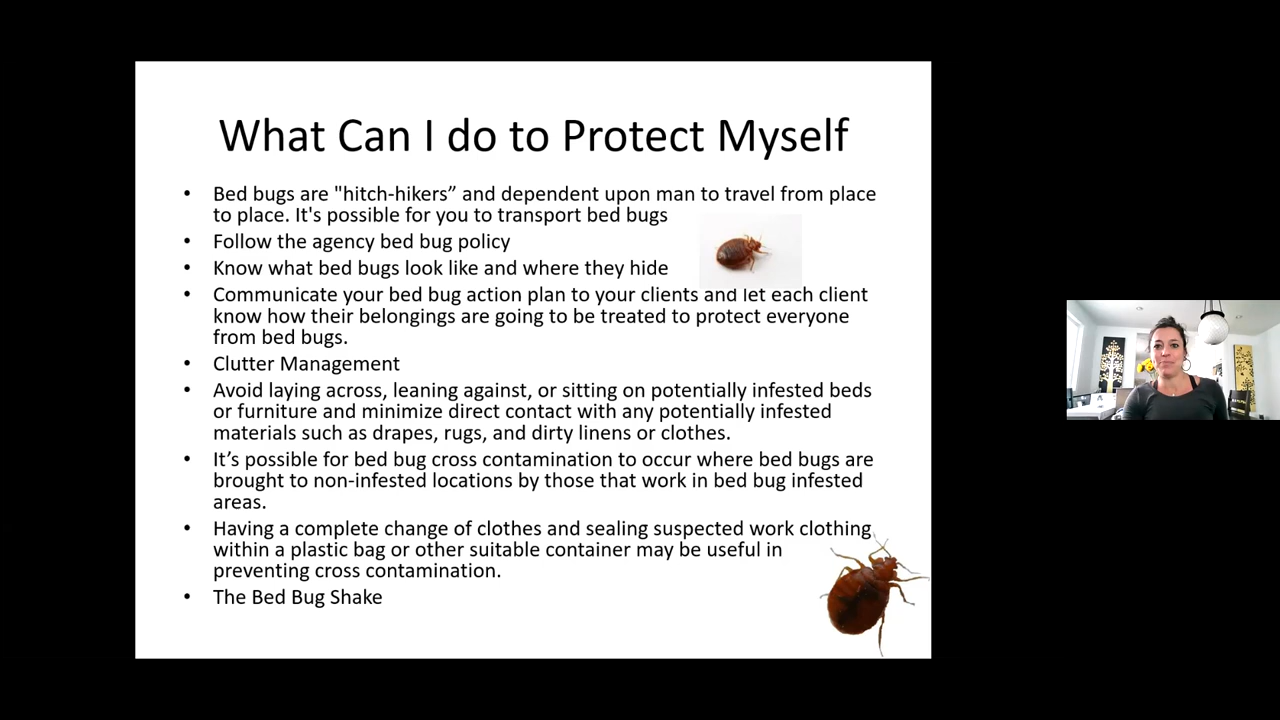 What Can I do to Protect Myself
• Bed bugs are "hitch-hikers” and dependent upon man to travel from place
to place. It's possible for you to transport bed bugs
• Follow the agency bed bug policy
• Know what bed bugs look like and where they hide
• Communicate your bed bug action plan to your clients and let each client
know how their belongings are going to be treated to protect everyone
from bed bugs.
• Clutter Management
• Avoid laying across, leaning against, or sitting on potentially infested beds
or furniture and minimize direct contact with any potentially infested
materials such as drapes, rugs, and dirty linens or clothes.
• It’s possible for bed bug cross contamination to occur where bed bugs are
brought to non-infested locations by those that work in bed bug infested
areas.
• Having a complete change of clothes and sealing suspected work clothing
within a plastic bag or other suitable container may be useful in
preventing cross contamination.
• The Bed Bug Shake